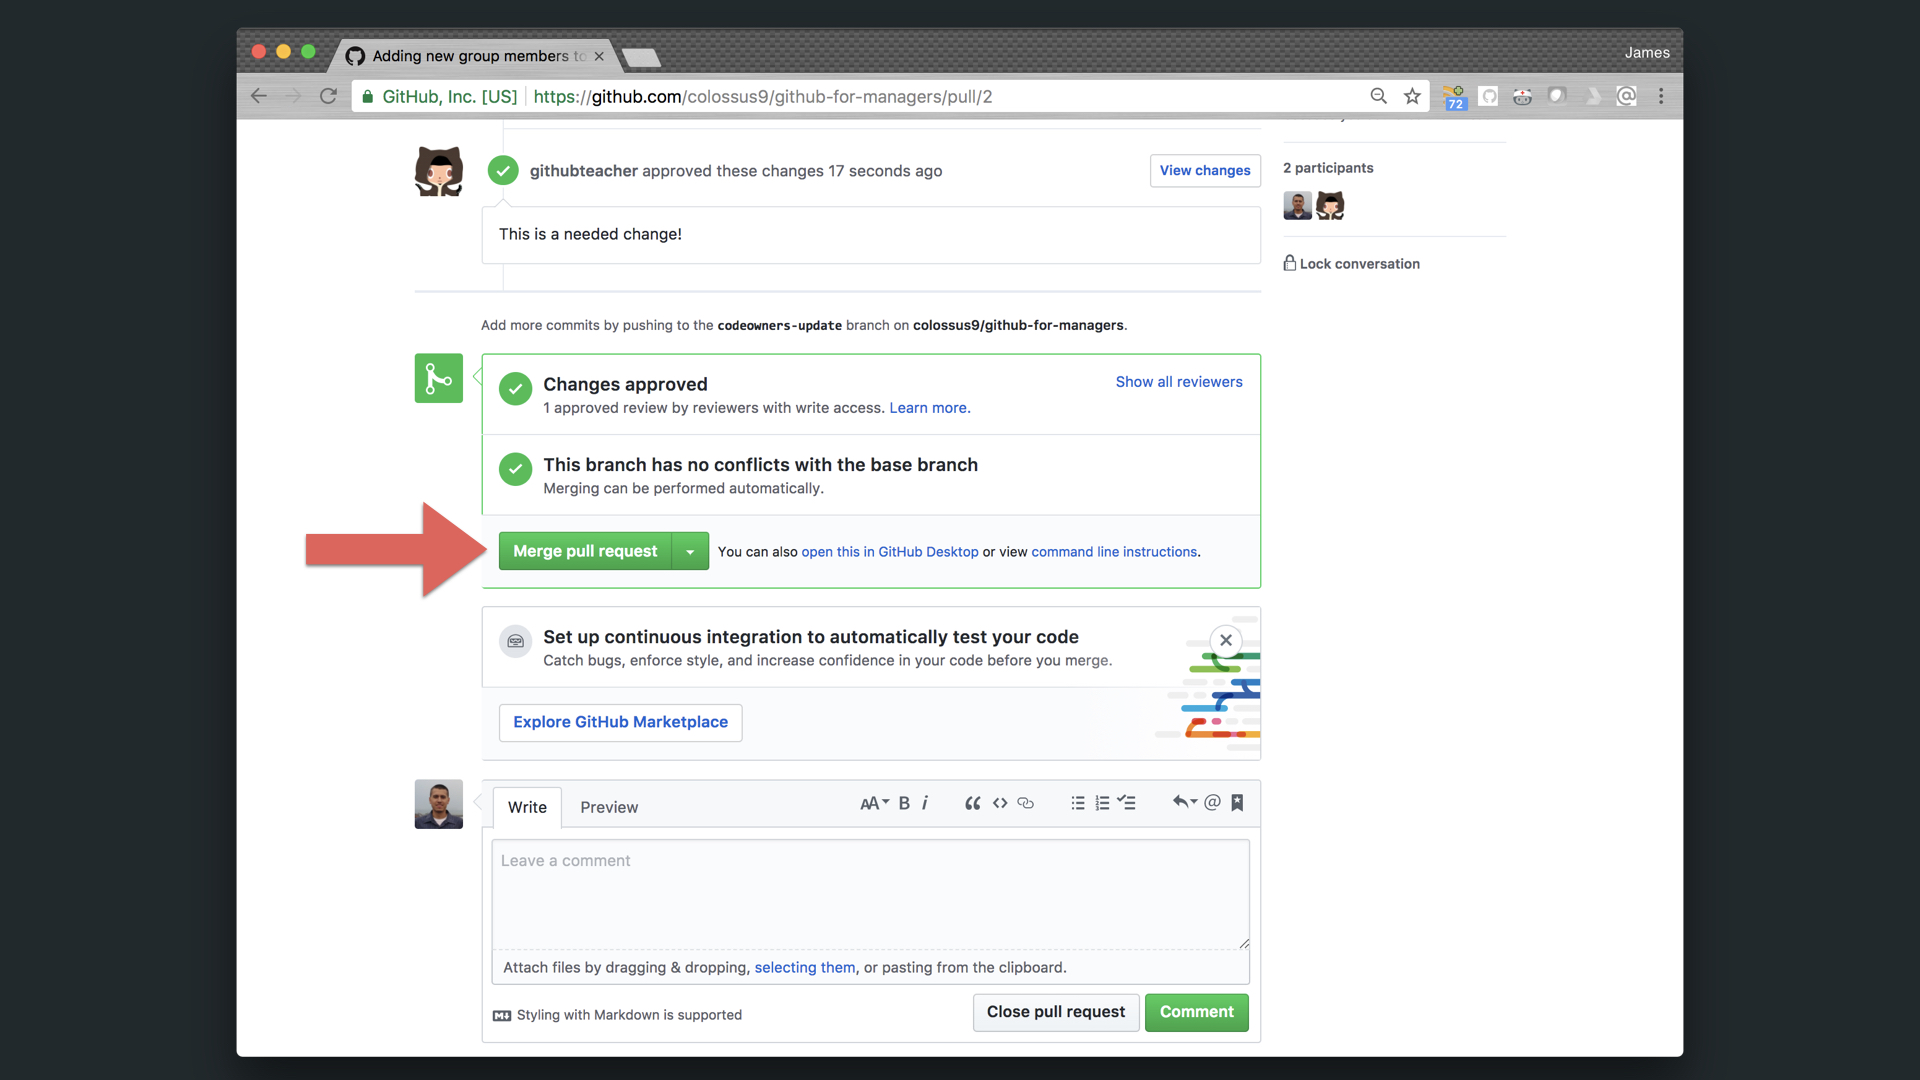 Adding new group members to
James
GitHub, Inc. [US]
https://github.com/colossus9/github-for-managers/pull/2
72
githubteacher approved these changes 17 seconds ago
View changes
This is a needed change!
2 participants
Lock conversation
Add more commits by pushing to the codeowners-update branch on colossus9/github-for-managers.
Changes approved
Show all reviewers
1 approved review by reviewers with write access. Learn more.
This branch has no conflicts with the base branch
Merging can be performed automatically.
Merge pull request
You can also open this in GitHub Desktop or view command line instructions.
Set up continuous integration to automatically test your code
Catch bugs, enforce style, and increase confidence in your code before you merge.
Explore GitHub Marketplace
Write
Preview
AA B i
Leave a comment
Attach files by dragging & dropping, selecting them, or pasting from the clipboard.
Styling with Markdown is supported
Close pull request
Comment